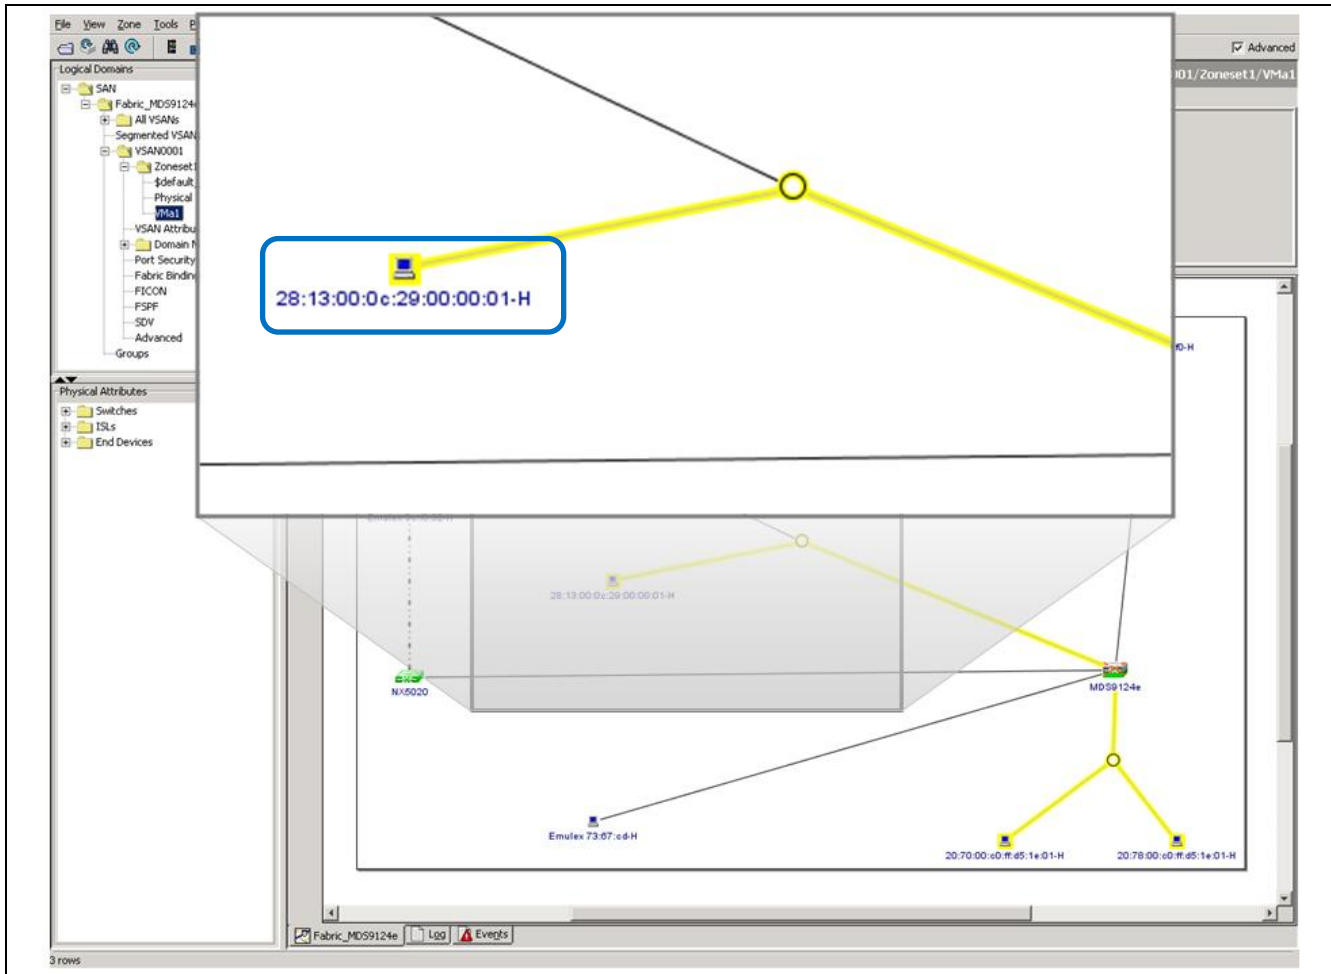 File View Zone Tools P
Advanced
Logical Domains
001/Zoneset1/VMa1
SAN
Fabric_MDS9124e
All VSANs
Segmented VSAN
VSAN0001
Zoneset1
$default_
Physical
VMa1
VSAN Attribu
Domain M
Port Security
Fabric Bindin
FICON
FSPF
SDV
Advanced
Groups
28:13:00:0c:29:00:00:01-H
f0-H
Physical Attributes
Switches
ISLs
End Devices
28:13:00:0c:29:00:00:01-H
NX5020
MDS9124e
Emulex 73:67:cd-H
20:70:00:c0:ff:d5:1e:01-H
20:78:00:c0:ff:d5:1e:01-H
Fabric_MDS9124e Log Events
3 rows